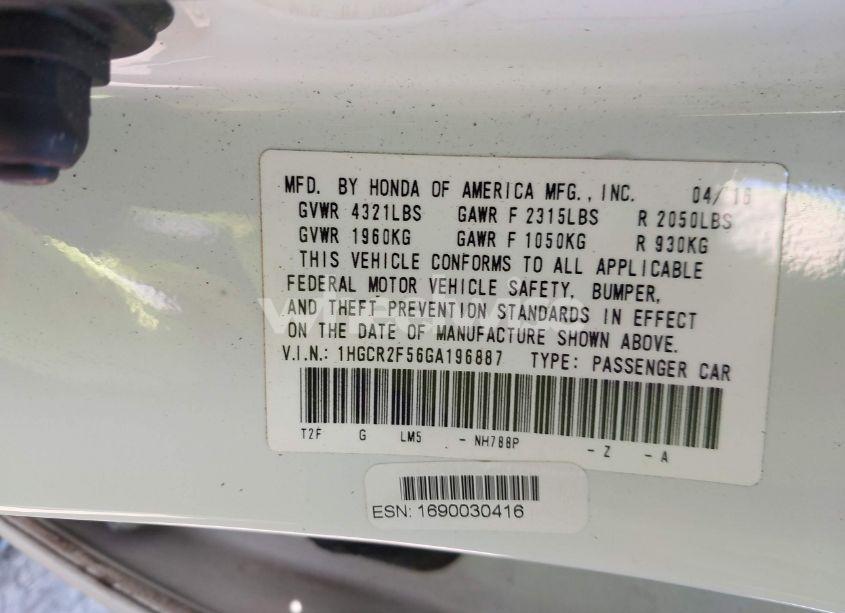 MFD. BY HONDA OF AMERICA MFG., INC. 04/16
GVWR 4321LBS GAWR F 2315LBS R 2050LBS
GVWR 1960KG GAWR F 1050KG R 930KG
THIS VEHICLE CONFORMS TO ALL APPLICABLE
FEDERAL MOTOR VEHICLE SAFETY, BUMPER,
AND THEFT PREVENTION STANDARDS IN EFFECT
ON THE DATE OF MANUFACTURE SHOWN ABOVE.
V.I.N.: 1HGCR2F56GA196887 TYPE: PASSENGER CAR
T2F G LM5 - NH788P - Z - A
ESN: 1690030416